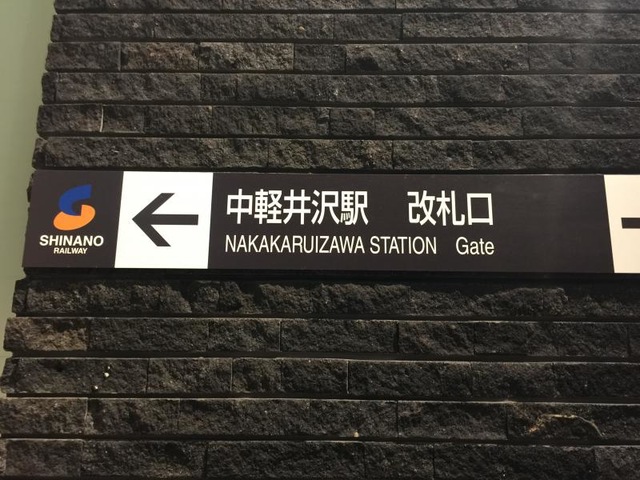 SHINANO
RAILWAY
中軽井沢駅 改札口
NAKAKARUIZAWA STATION Gate